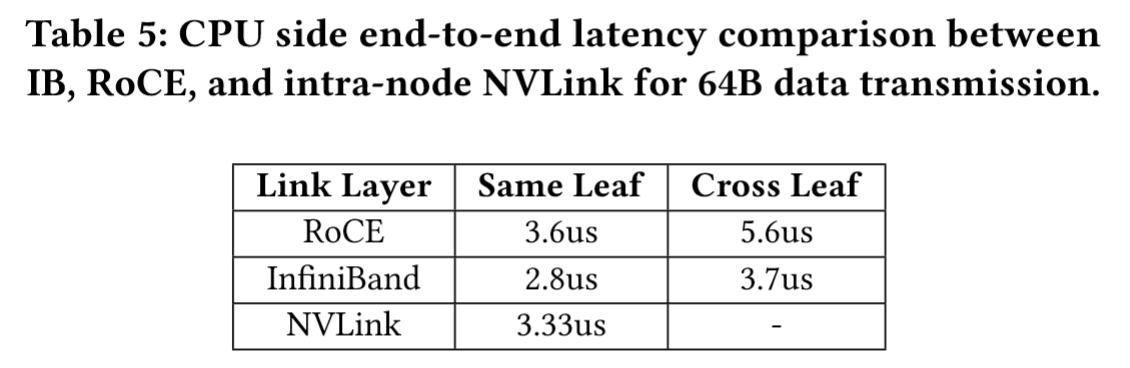 Table 5: CPU side end-to-end latency comparison between
IB, RoCE, and intra-node NVLink for 64B data transmission.
Link Layer Same Leaf Cross Leaf
RoCE 3.6us 5.6us
InfiniBand 2.8us 3.7us
NVLink 3.33us -